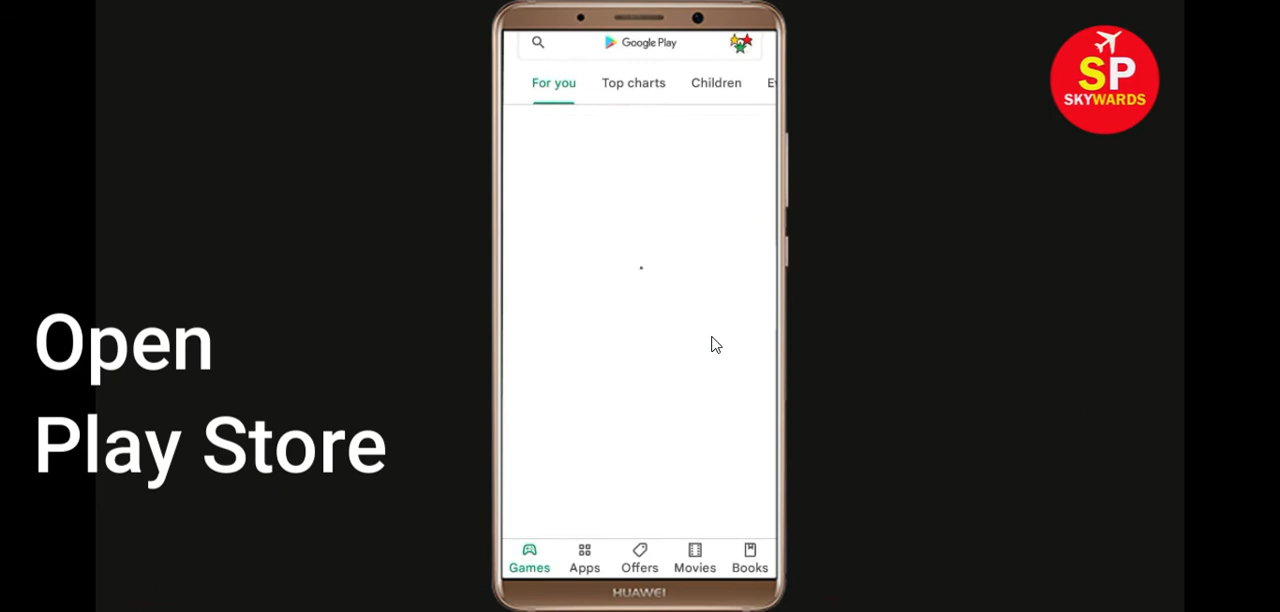 Google Play
For you Top charts Children
SP
SKYWARDS
Open
Play Store
Games Apps Offers Movies Books
HUAWEI